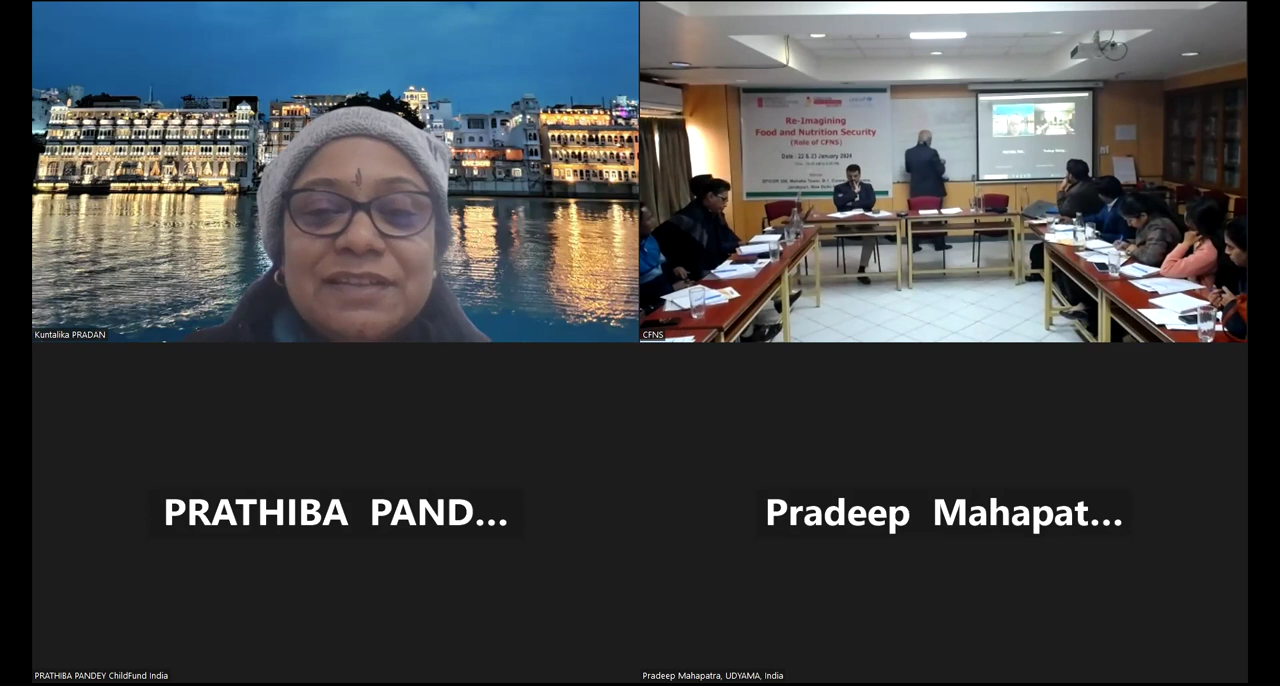 Kuntalika PRADAN
Re-Imagining
Food and Nutrition Security
(Role of CFNS)
Date : 22 & 23 January 2024
CFNS
PRATHIBA PAND...
Pradeep Mahapat...
PRATHIBA PANDEY ChildFund India
Pradeep Mahapatra, UDYAMA, India